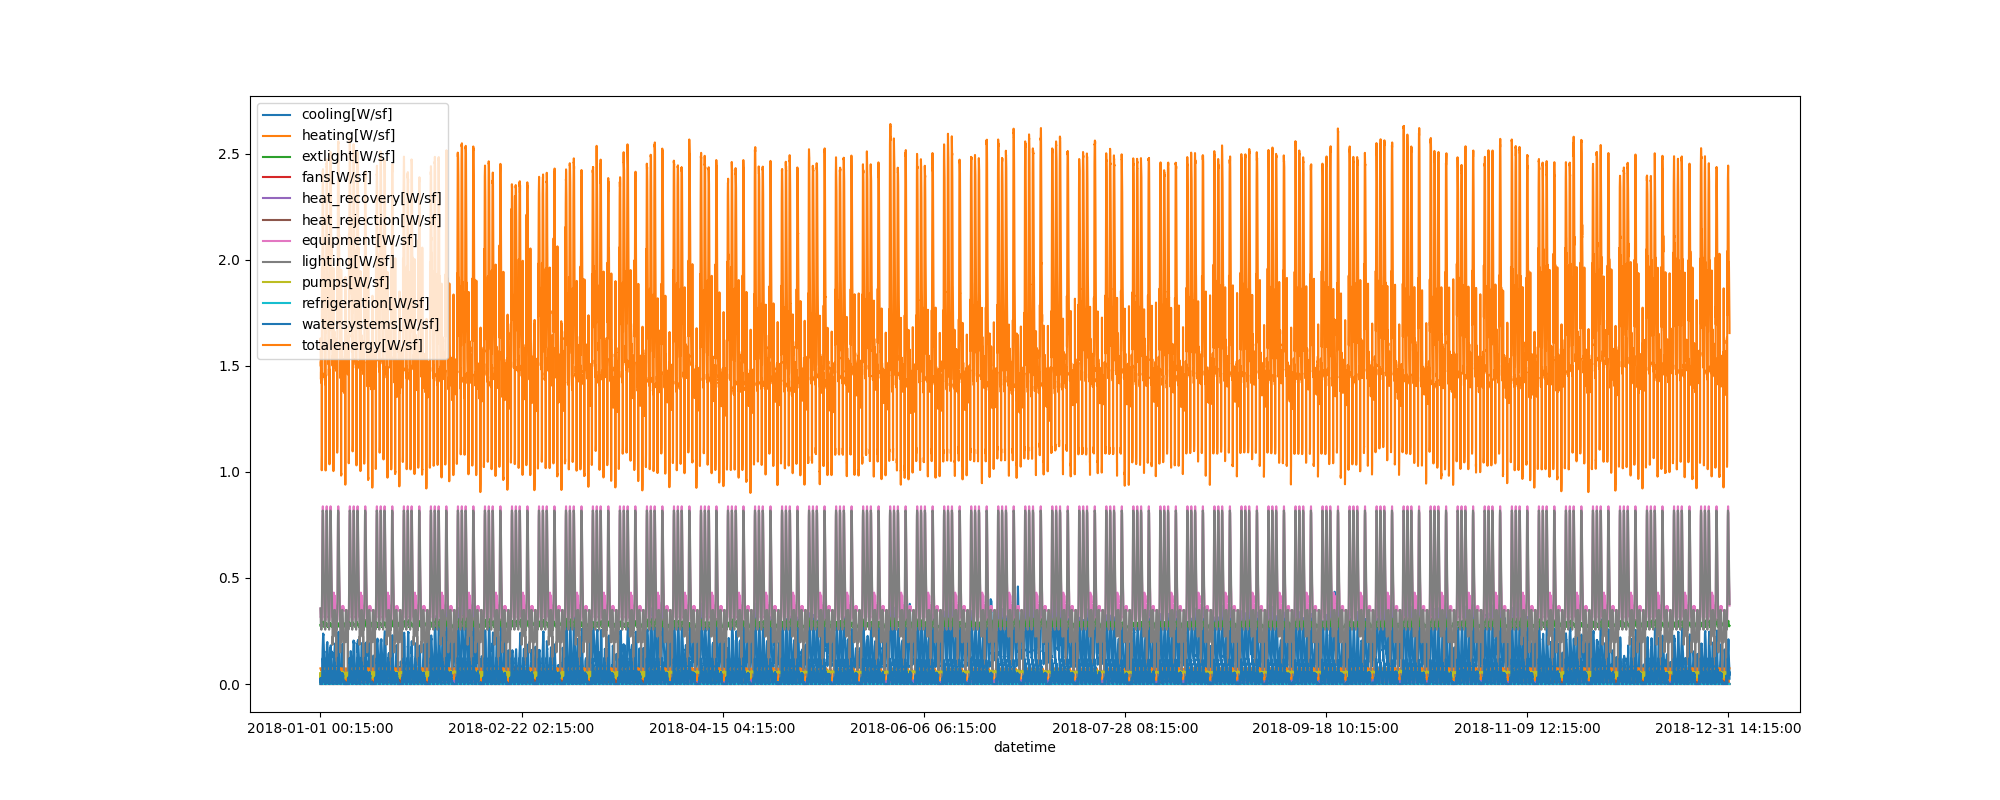 cooling[W/sf]
heating[W/sf]
extlight[W/sf]
fans[W/sf]
heat_recovery[W/sf]
heat_rejection[W/sf]
equipment[W/sf]
lighting[W/sf]
pumps[W/sf]
refrigeration[W/sf]
watersystems[W/sf]
totalenergy[W/sf]
2.5
2.0
1.5
1.0
0.5
0.0
2018-01-01 00:15:00 2018-02-22 02:15:00 2018-04-15 04:15:00 2018-06-06 06:15:00 2018-07-28 08:15:00 2018-09-18 10:15:00 2018-11-09 12:15:00 2018-12-31 14:15:00
datetime